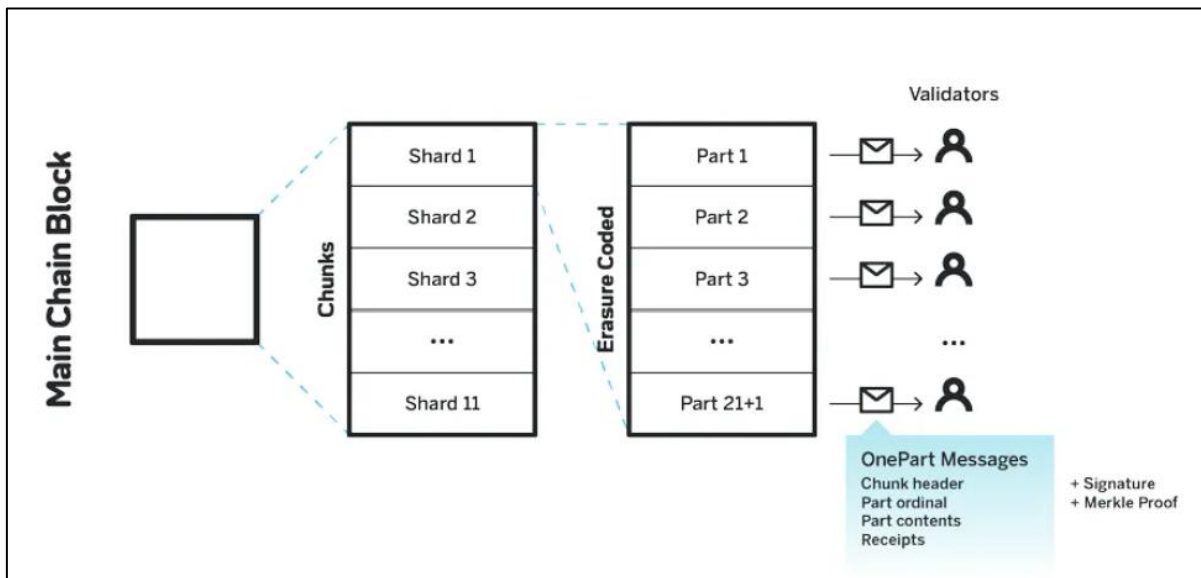 Main Chain Block
Chunks
Shard 1
Shard 2
Shard 3
...
Shard 11
Erasure Coded
Part 1
Part 2
Part 3
...
Part 21+1
Validators
...
OnePart Messages
Chunk header
Part ordinal
Part contents
Receipts
+ Signature
+ Merkle Proof